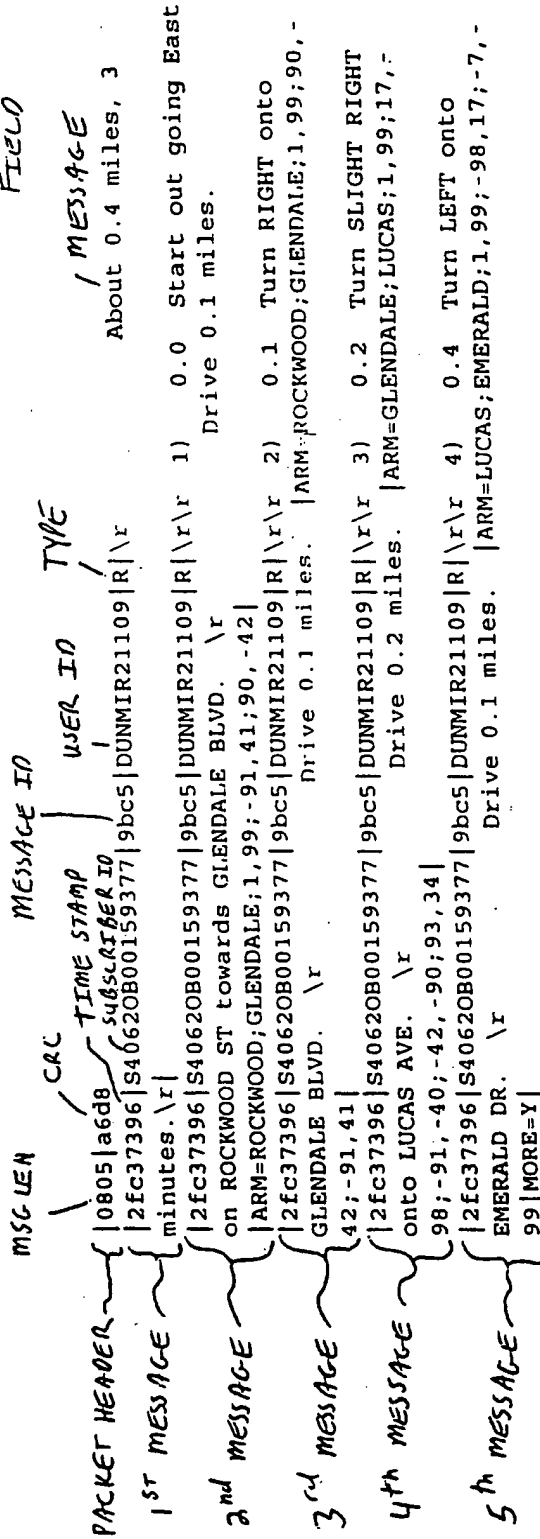 FIELD
MESSAGE ID
MSG LEN CRC TIME STAMP USER ID TYPE MESSAGE
SUBSCRIBER ID
PACKET HEADER |0805|a6d8
1ST MESSAGE |2fc37396|S40620B00159377|9bc5|DUNMIR21109|R|\r About 0.4 miles, 3
minutes.\r|
2nd MESSAGE |2fc37396|S40620B00159377|9bc5|DUNMIR21109|R|\r\r 1) 0.0 Start out going East
on ROCKWOOD ST towards GLENDALE BLVD. \r Drive 0.1 miles.
|ARM=ROCKWOOD;GLENDALE;1,99;-91,41;90,-42|
3rd MESSAGE |2fc37396|S40620B00159377|9bc5|DUNMIR21109|R|\r\r 2) 0.1 Turn RIGHT onto
GLENDALE BLVD. \r Drive 0.1 miles. |ARM=ROCKWOOD;GLENDALE;1,99;90,-
42;-91,41|
4th MESSAGE |2fc37396|S40620B00159377|9bc5|DUNMIR21109|R|\r\r 3) 0.2 Turn SLIGHT RIGHT
onto LUCAS AVE. \r Drive 0.2 miles. |ARM=GLENDALE;LUCAS;1,99;17,-
98;-91,-40;-42,-90;93,34|
5th MESSAGE |2fc37396|S40620B00159377|9bc5|DUNMIR21109|R|\r\r 4) 0.4 Turn LEFT onto
EMERALD DR. \r Drive 0.1 miles. |ARM=LUCAS;EMERALD;1,99;-98,17;-7,-
99|MORE=Y|